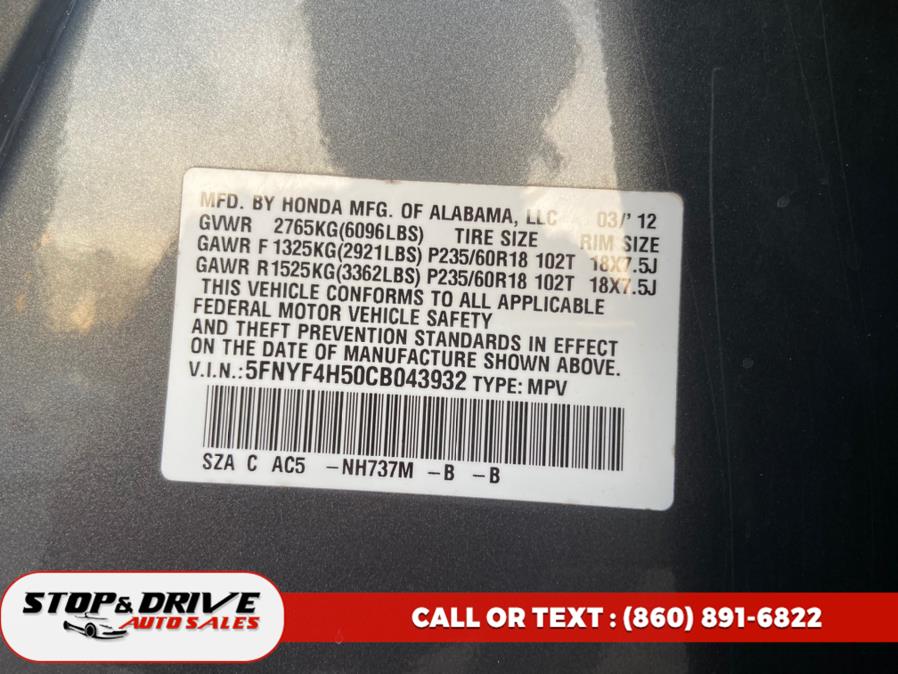 MFD. BY HONDA MFG. OF ALABAMA, LLC 03/' 12
GVWR 2765KG(6096LBS) TIRE SIZE RIM SIZE
GAWR F 1325KG(2921LBS) P235/60R18 102T 18X7.5J
GAWR R1525KG(3362LBS) P235/60R18 102T 18X7.5J
THIS VEHICLE CONFORMS TO ALL APPLICABLE
FEDERAL MOTOR VEHICLE SAFETY
AND THEFT PREVENTION STANDARDS IN EFFECT
ON THE DATE OF MANUFACTURE SHOWN ABOVE.
V.I.N.: 5FNYF4H50CB043932 TYPE: MPV
SZA C AC5 -NH737M -B -B
STOP & DRIVE
AUTO SALES
CALL OR TEXT : (860) 891-6822